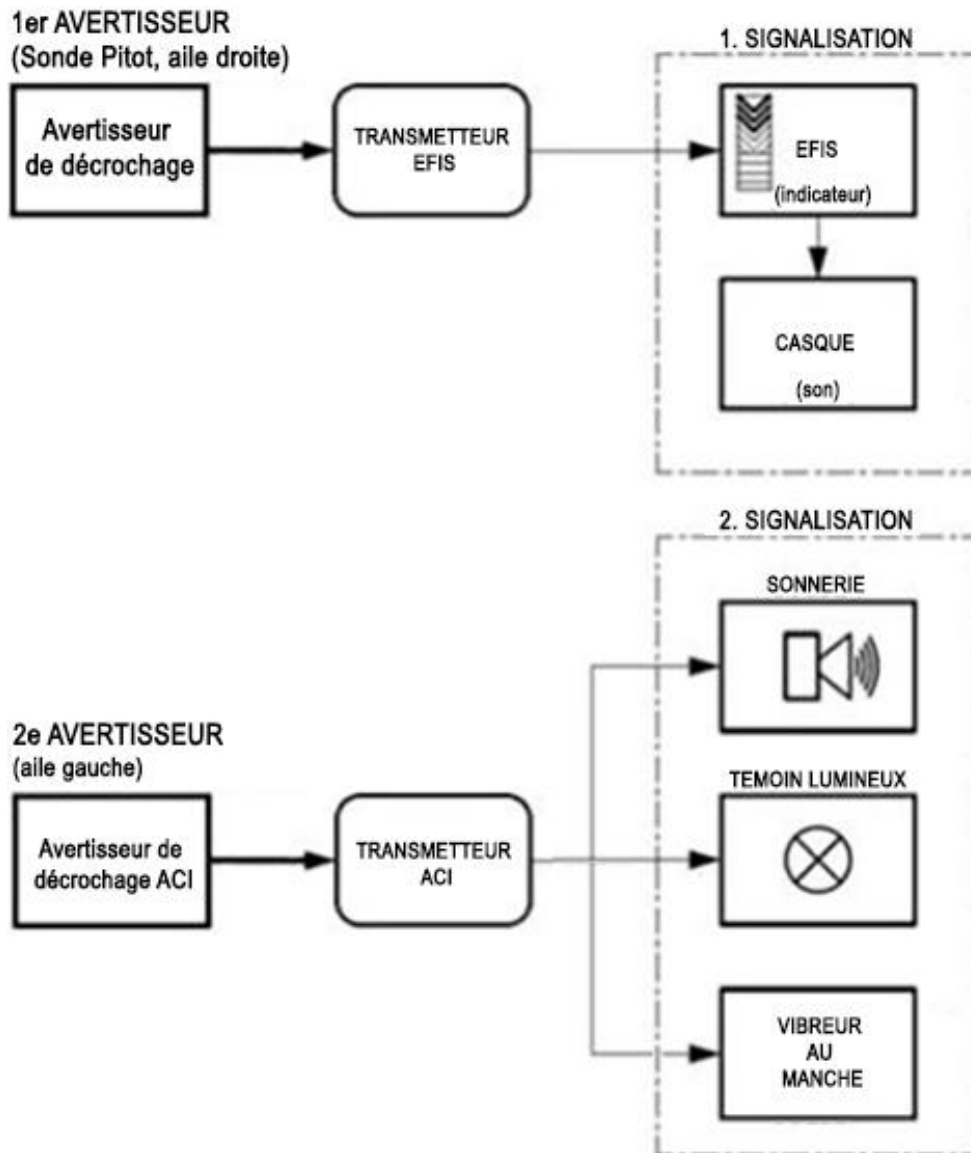 1er AVERTISSEUR
(Sonde Pitot, aile droite)
Avertisseur
de décrochage
TRANSMETTEUR
EFIS
1. SIGNALISATION
EFIS
(indicateur)
CASQUE
(son)
2. SIGNALISATION
SONNERIE
2e AVERTISSEUR
(aile gauche)
Avertisseur de
décrochage ACI
TRANSMETTEUR
ACI
TEMOIN LUMINEUX
VIBREUR
AU
MANCHE